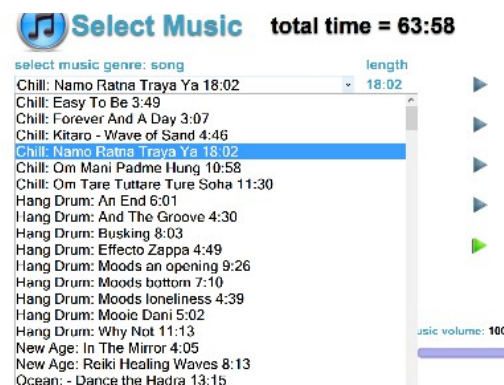 Select Music total time = 63:58
select music genre: song length
Chill: Namo Ratna Traya Ya 18:02 18:02
Chill: Easy To Be 3:49
Chill: Forever And A Day 3:07
Chill: Kitaro - Wave of Sand 4:46
Chill: Namo Ratna Traya Ya 18:02
Chill: Om Mani Padme Hung 10:58
Chill: Om Tare Tuttare Ture Soha 11:30
Hang Drum: An End 6:01
Hang Drum: And The Groove 4:30
Hang Drum: Busking 8:03
Hang Drum: Effecto Zappa 4:49
Hang Drum: Moods an opening 9:26
Hang Drum: Moods bottom 7:10
Hang Drum: Moods loneliness 4:39
Hang Drum: Mooie Dani 5:02
Hang Drum: Why Not 11:13
usic volume: 100
New Age: In The Mirror 4:05
New Age: Reiki Healing Waves 8:13
Ocean: - Dance the Hadra 13:15